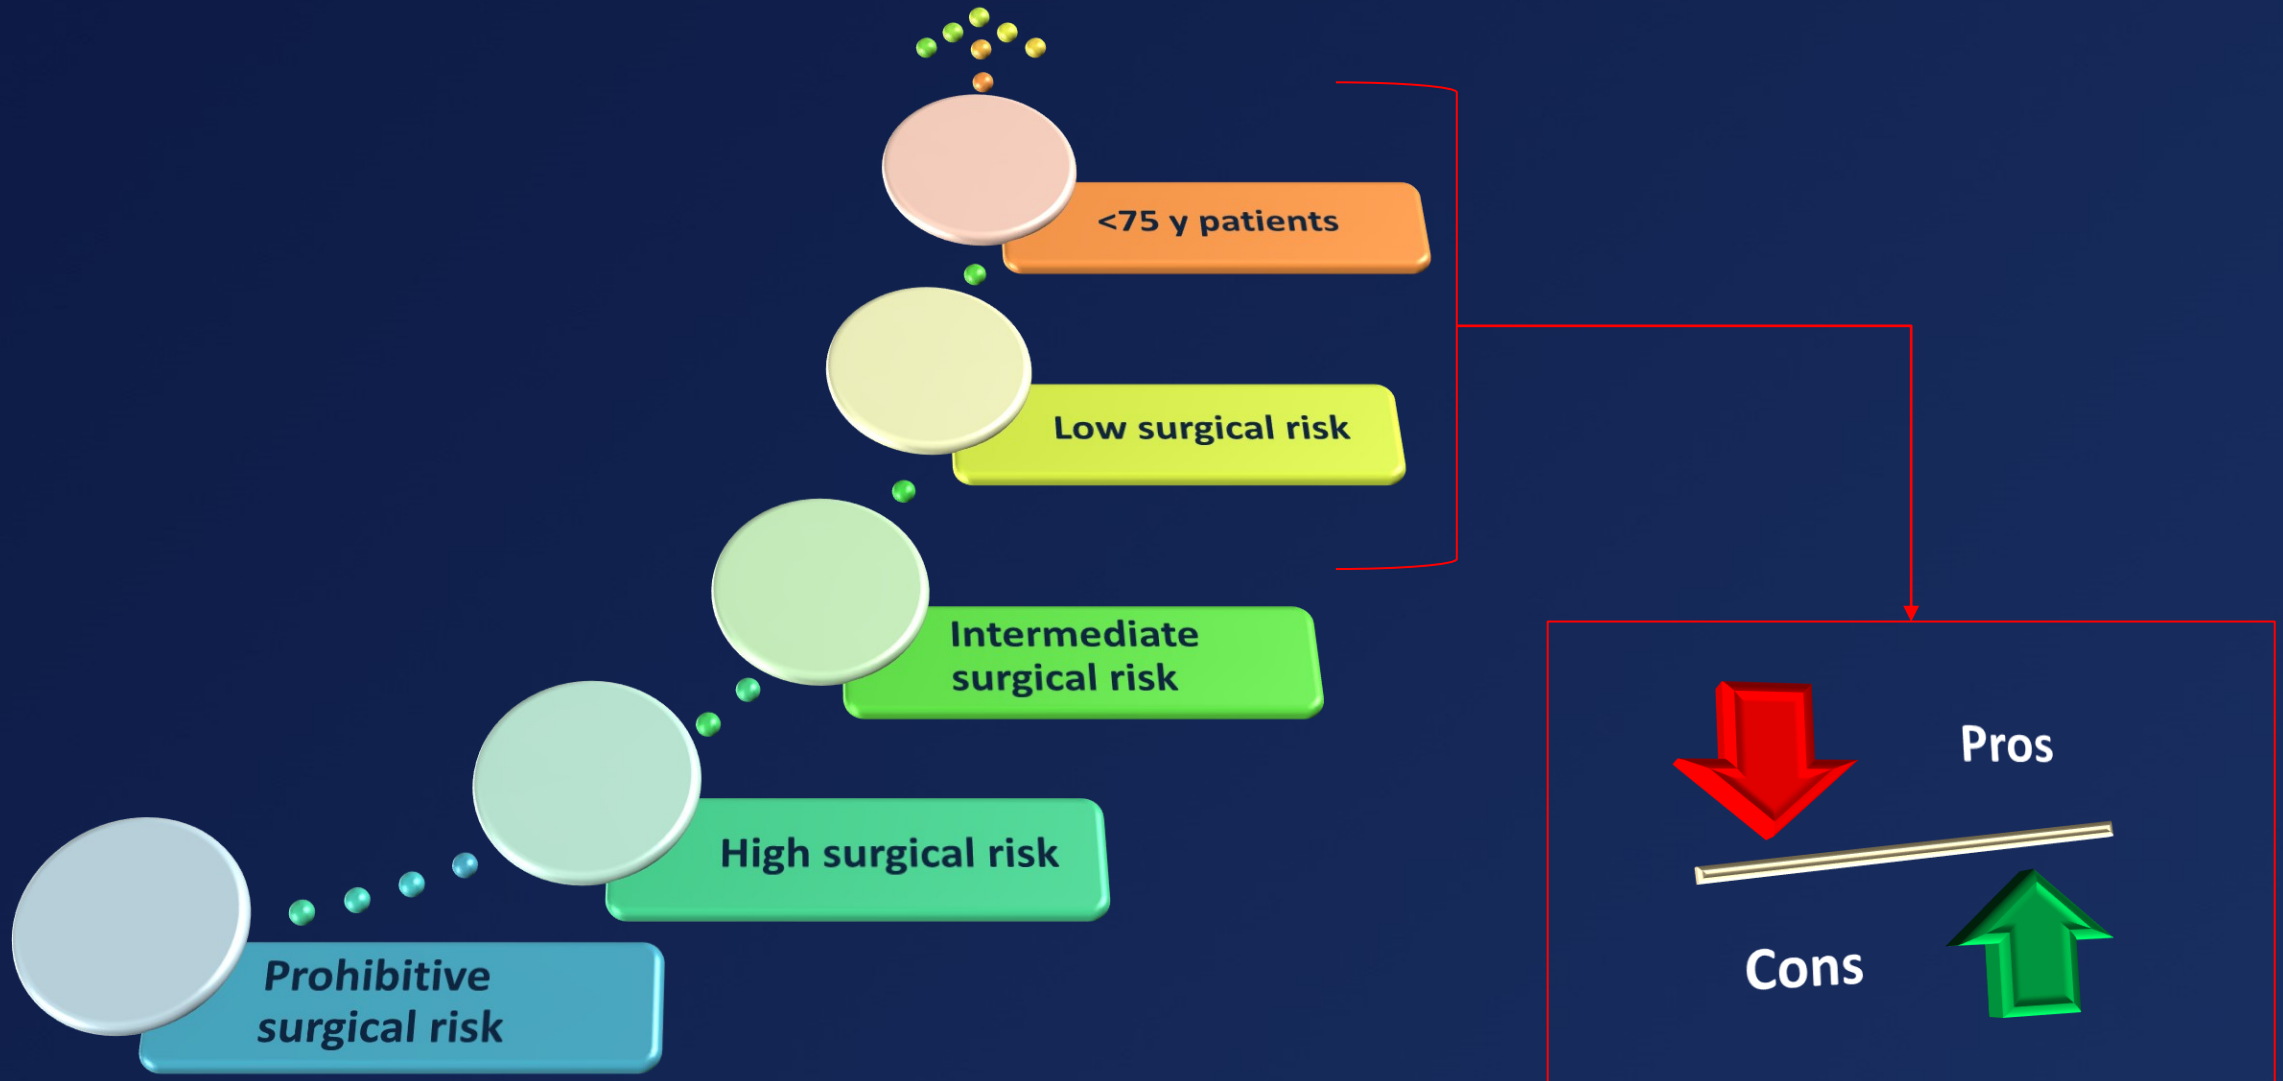 <75 y patients
Low surgical risk
Intermediate
surgical risk
High surgical risk
Prohibitive
surgical risk
Pros
Cons